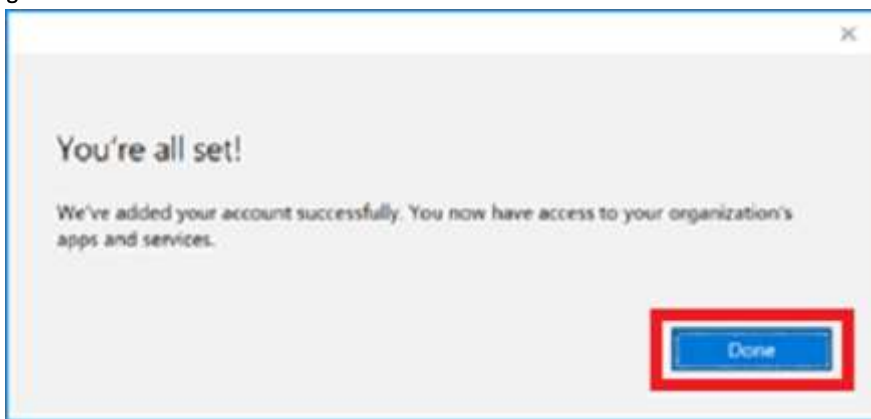 You're all set!
We've added your account successfully. You now have access to your organization's
apps and services.
Done